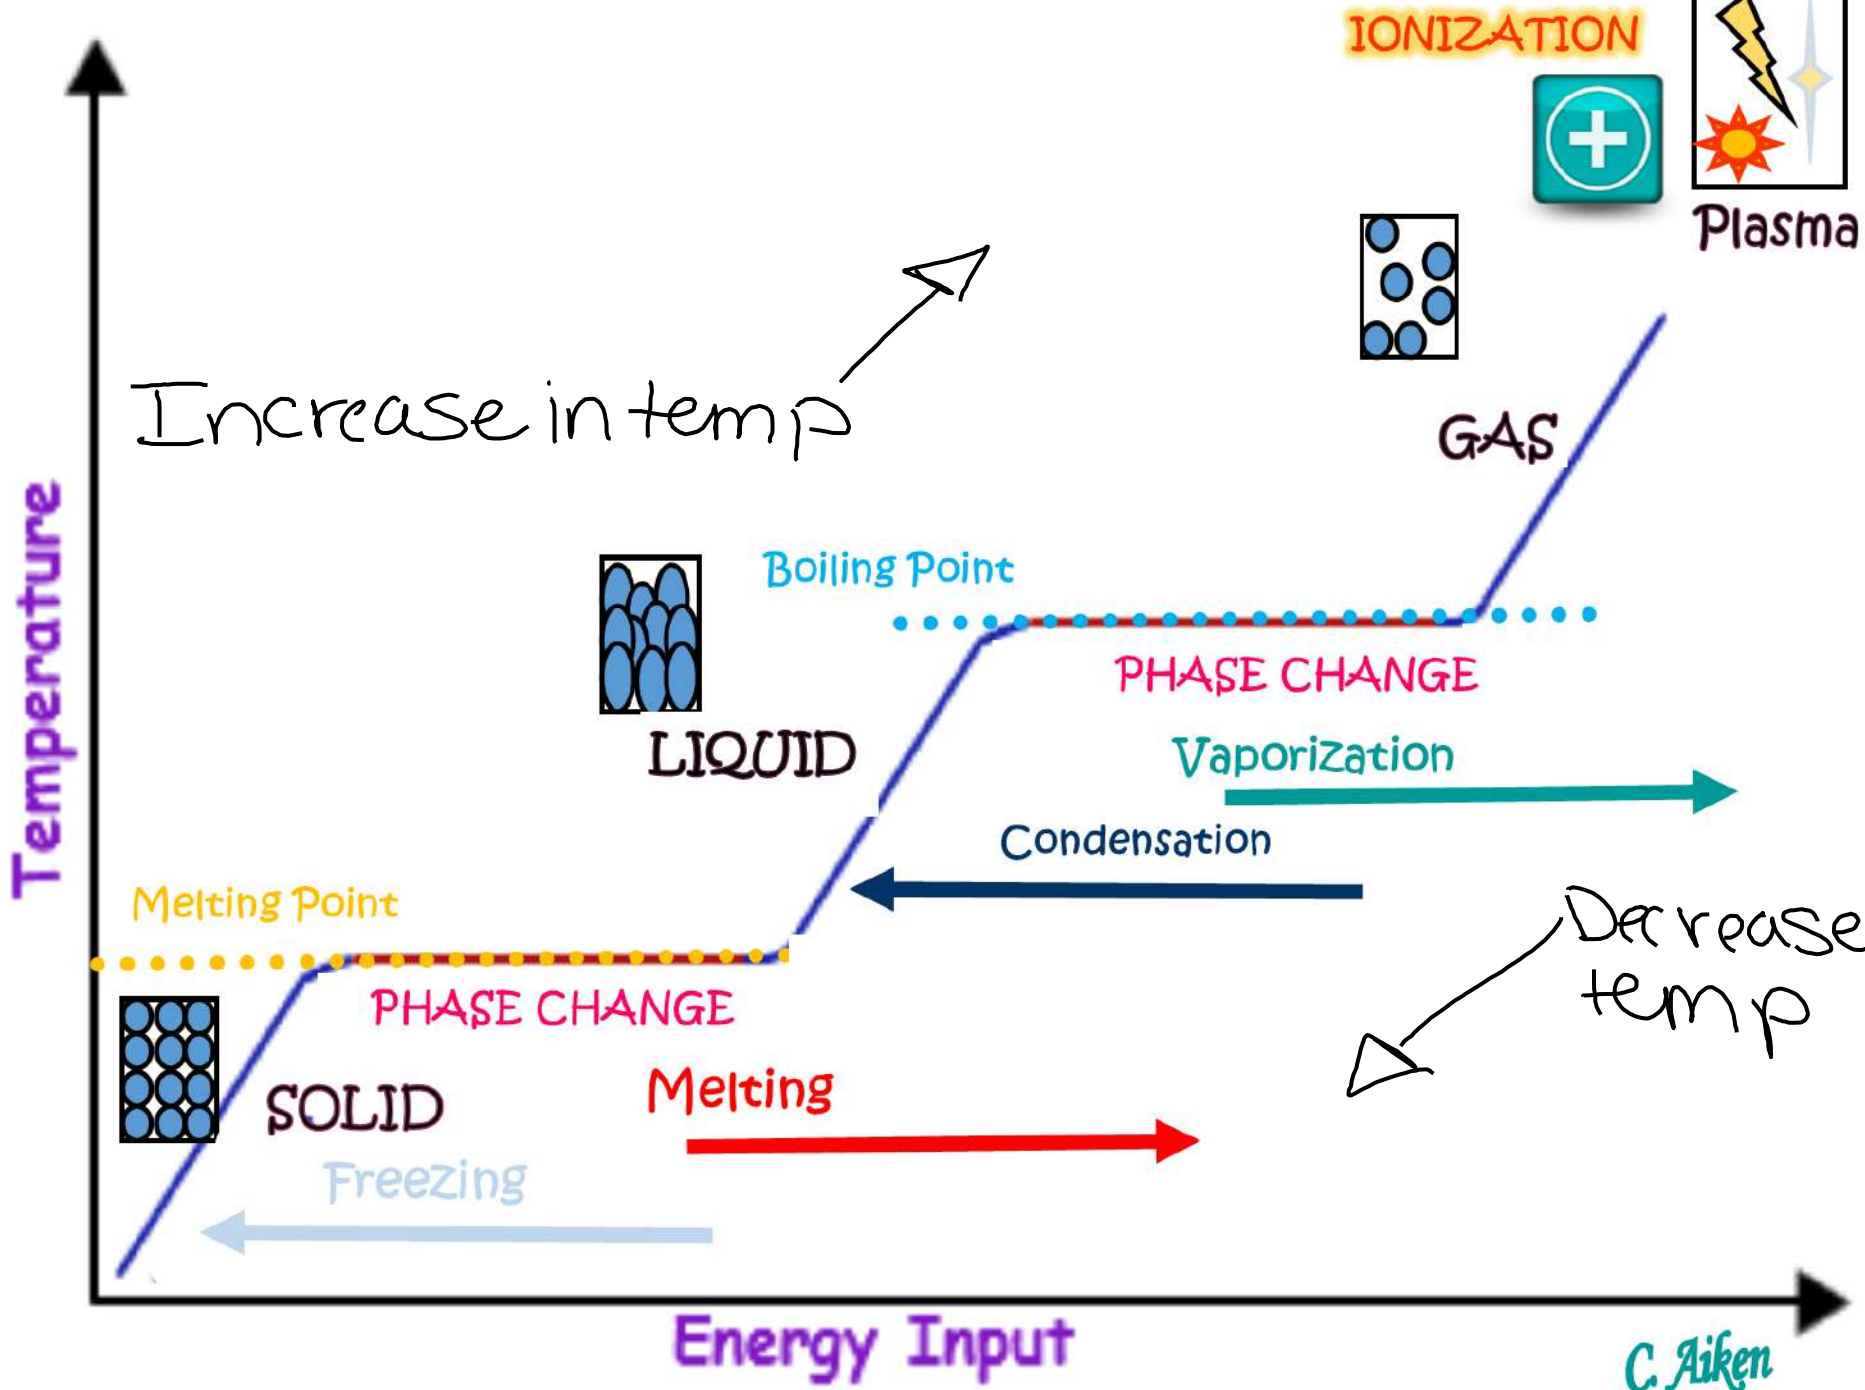 IONIZATION
Plasma
Increase in temp
GAS
Temperature
Boiling Point
PHASE CHANGE
LIQUID
Vaporization
Condensation
Melting Point
Decrease
temp
PHASE CHANGE
SOLID
Melting
Freezing
Energy Input
C. Aiken